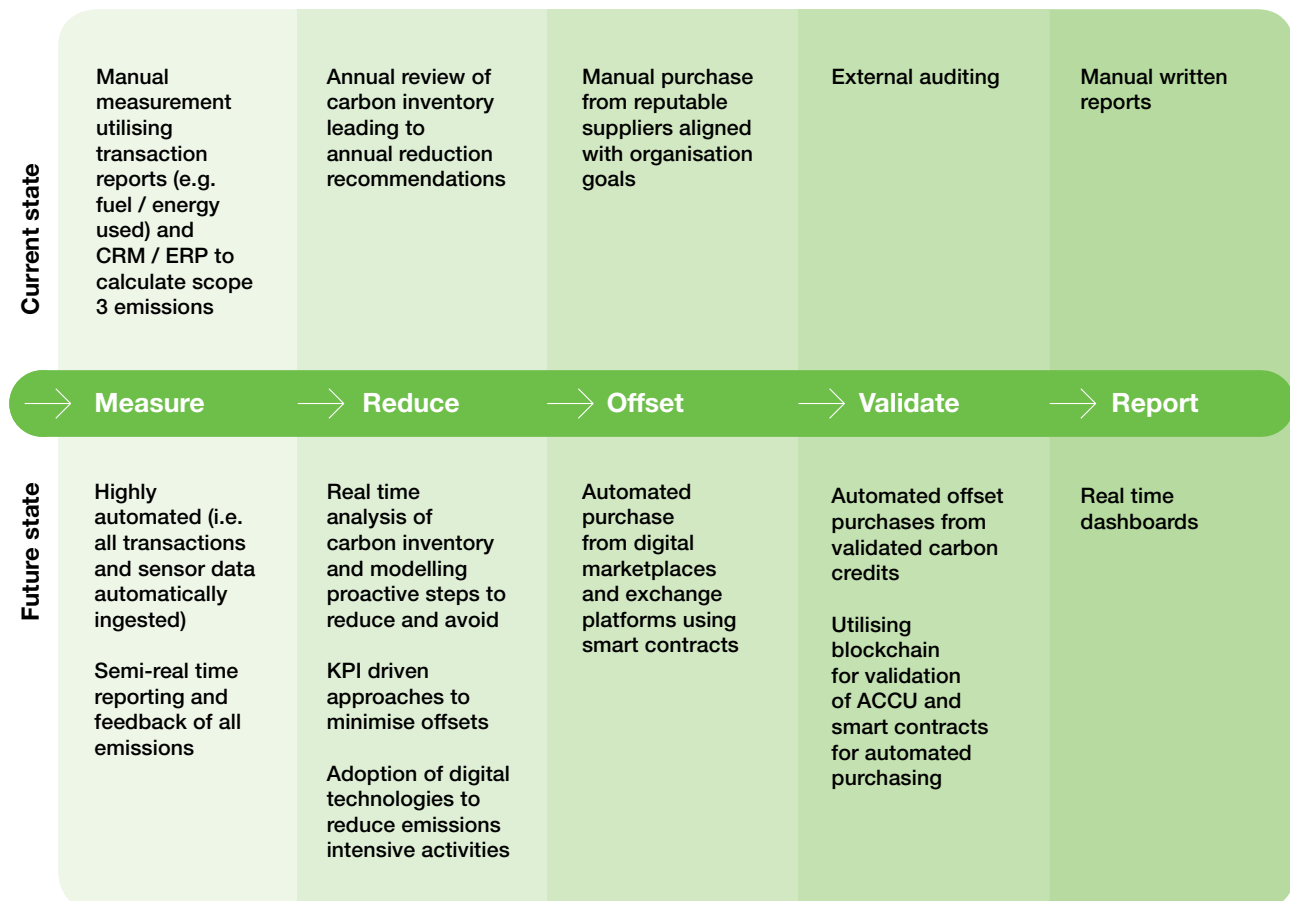 Current state
Manual
measurement
utilising
transaction
reports (e.g.
fuel / energy
used) and
CRM / ERP to
calculate scope
3 emissions
Annual review of
carbon inventory
leading to
annual reduction
recommendations
Manual purchase
from reputable
suppliers aligned
with organisation
goals
External auditing
Manual written
reports
Measure
Reduce
Offset
Validate
Report
Future state
Highly
automated (i.e.
all transactions
and sensor data
automatically
ingested)
Semi-real time
reporting and
feedback of all
emissions
Real time
analysis of
carbon inventory
and modelling
proactive steps to
reduce and avoid
KPI driven
approaches to
minimise offsets
Adoption of digital
technologies to
reduce emissions
intensive activities
Automated
purchase
from digital
marketplaces
and exchange
platforms using
smart contracts
Automated offset
purchases from
validated carbon
credits
Utilising
blockchain
for validation
of ACCU and
smart contracts
for automated
purchasing
Real time
dashboards